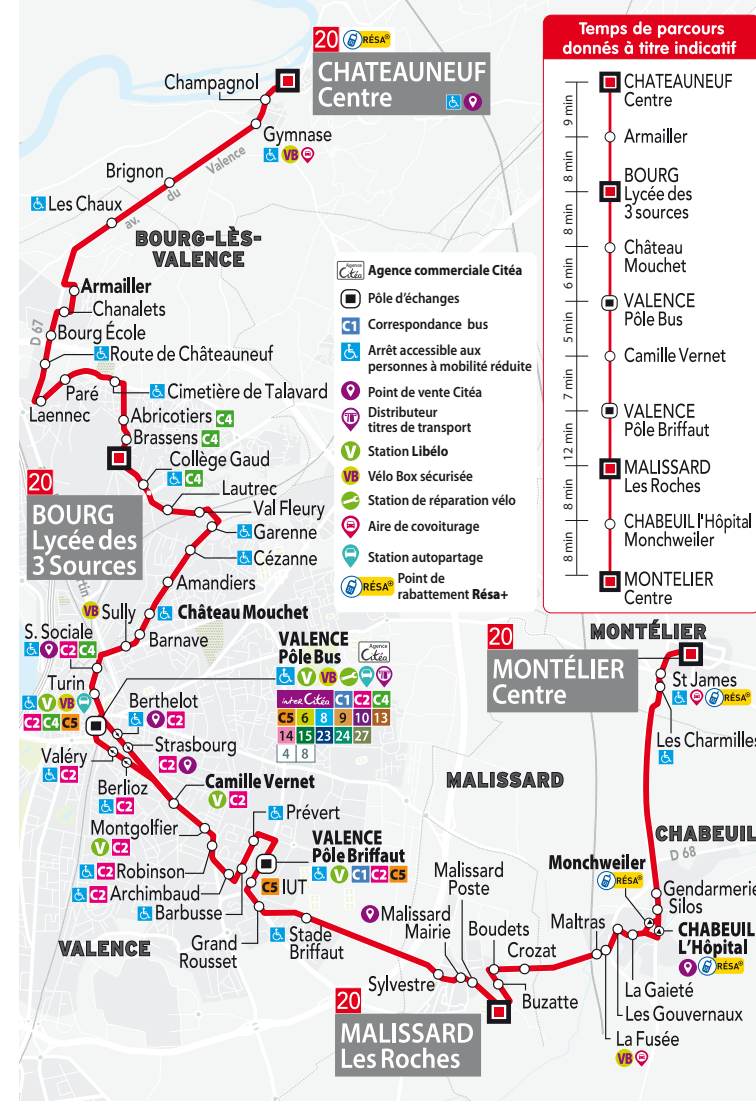 20 RÉSA®
CHATEAUNEUF
Centre
Champagnol
Gymnase
VB
Brignon
av. du Valence
Les Chaux
BOURG-LÈS-
VALENCE
Armailler
Chanalets
D 67
Bourg École
Route de Châteauneuf
Paré
Laennec
Cimetière de Talavard
Abricotiers C4
Brassens C4
Collège Gaud
C4
20
BOURG
Lycée des
3 Sources
Lautrec
Val Fleury
Garenne
Cézanne
Amandiers
VB Sully
Château Mouchet
S. Sociale
C2 C4
Barnave
Turin
V VB
C2 C4 C5
VALENCE
Pôle Bus
Agence
Citéa
V VB
interCitéa C1 C2 C4
C5 6 8 9 10 13
14 15 23 24 27
4 8
Berthelot
C2
Strasbourg
C2
Valéry
C2
Berlioz
C2
Camille Vernet
V C2
Montgolfier
V C2
Prévert
C2 Robinson
C2 Archimbaud
Barbusse
VALENCE
Pôle Briffaut
V C1 C2 C5
C5 IUT
VALENCE
Grand
Rousset
Stade
Briffaut
Sylvestre
Malissard
Mairie
Malissard
Poste
20
MALISSARD
Les Roches
Boudets
Buzatte
Crozat
Maltras
La Fusée
VB
Les Gouvernaux
La Gaieté
Monchweiler
RÉSA®
CHABEUIL
L'Hôpital
RÉSA®
Silos
Gendarmerie
D 68
CHABEUIL
MALISSARD
Les Charmilles
St James
RÉSA®
MONTÉLIER
20
MONTÉLIER
Centre
Agence
Citéa
Agence commerciale Citéa
Pôle d'échanges
C1 Correspondance bus
Arrêt accessible aux
personnes à mobilité réduite
Point de vente Citéa
Distributeur
titres de transport
V Station Libélo
VB Vélo Box sécurisée
Station de réparation vélo
Aire de covoiturage
Station autopartage
RÉSA® Point de
rabattement Résa+
Temps de parcours
donnés à titre indicatif
CHATEAUNEUF
Centre
9 min
Armailler
8 min
BOURG
Lycée des
3 sources
8 min
Château
Mouchet
6 min
VALENCE
Pôle Bus
5 min
Camille Vernet
7 min
VALENCE
Pôle Briffaut
12 min
MALISSARD
Les Roches
8 min
CHABEUIL l'Hôpital
Monchweiler
8 min
MONTELIER
Centre